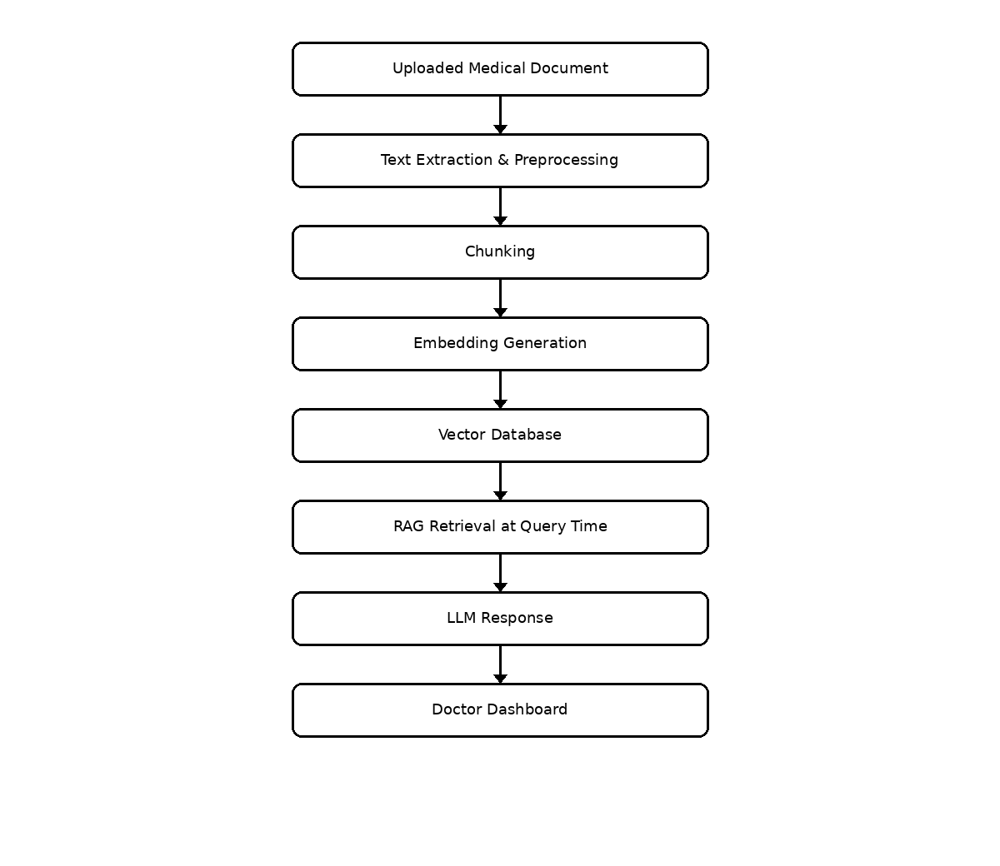 Uploaded Medical Document
Text Extraction & Preprocessing
Chunking
Embedding Generation
Vector Database
RAG Retrieval at Query Time
LLM Response
Doctor Dashboard